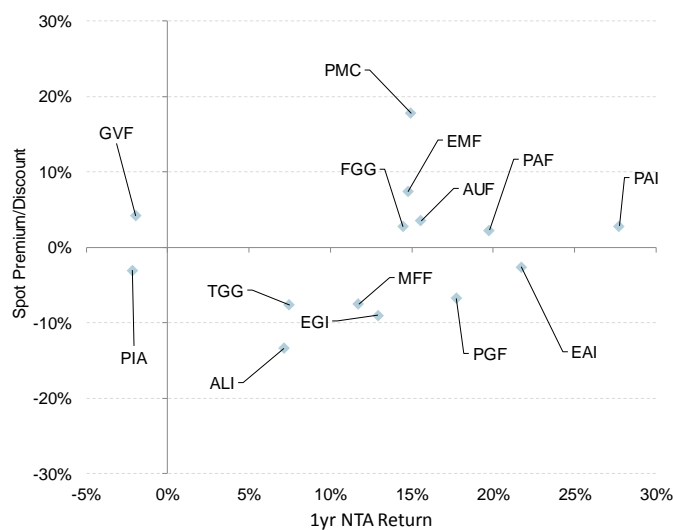 30%
20%
10%
0%
-10%
-20%
-30%
Spot Premium/Discount
PMC
GVF
EMF
FGG
PAF
AUF
PAI
TGG
MFF
EGI
PIA
PGF
EAI
ALI
-5%
0%
5%
10%
15%
20%
25%
30%
1yr NTA Return